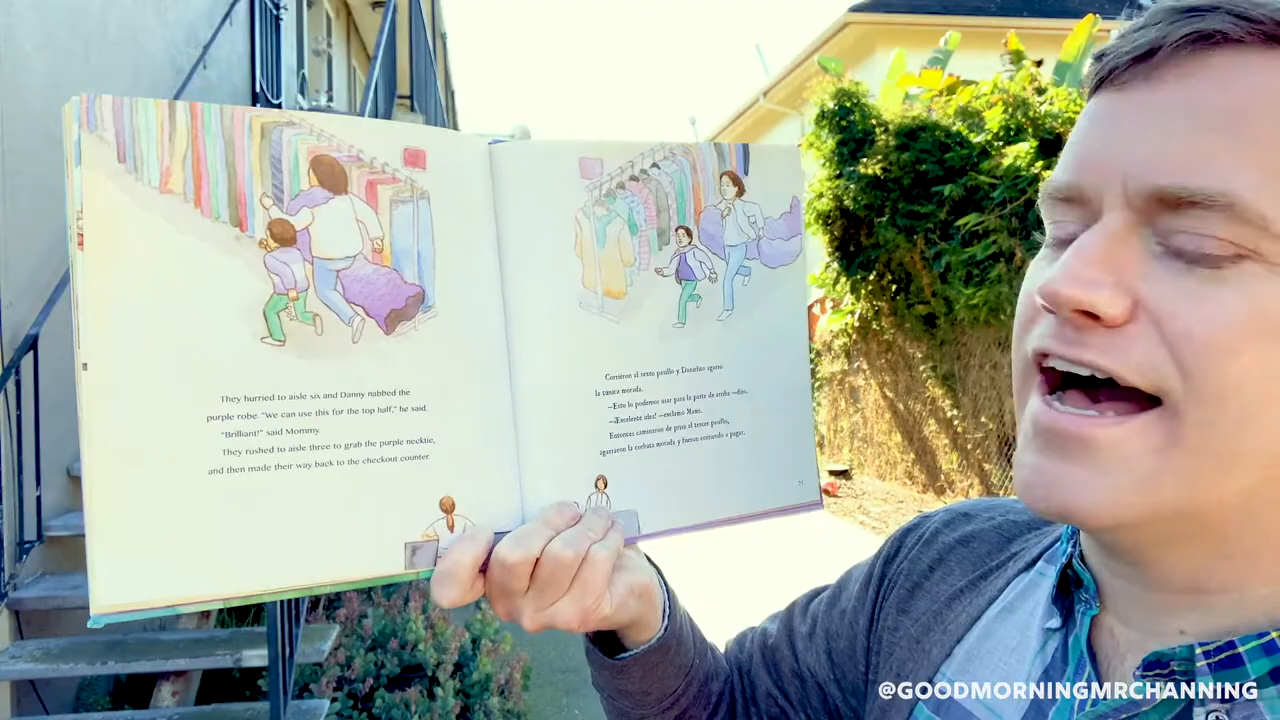 They hurried to aisle six and Danny nabbed the
purple robe. "We can use this for the top half," he said.
"Brilliant!" said Mommy.
They rushed to aisle three to grab the purple necktie,
and then made their way back to the checkout counter.
Corrieron al sexto pasillo y Danielito agarró
la túnica morada.
—Esto lo podemos usar para la parte de arriba —dijo.
—¡Excelente idea! —exclamó Mami.
Entonces caminaron de prisa al tercer pasillo,
agarraron la corbata morada y fueron corriendo a pagar.
@GOODMORNINGMRCHANNING